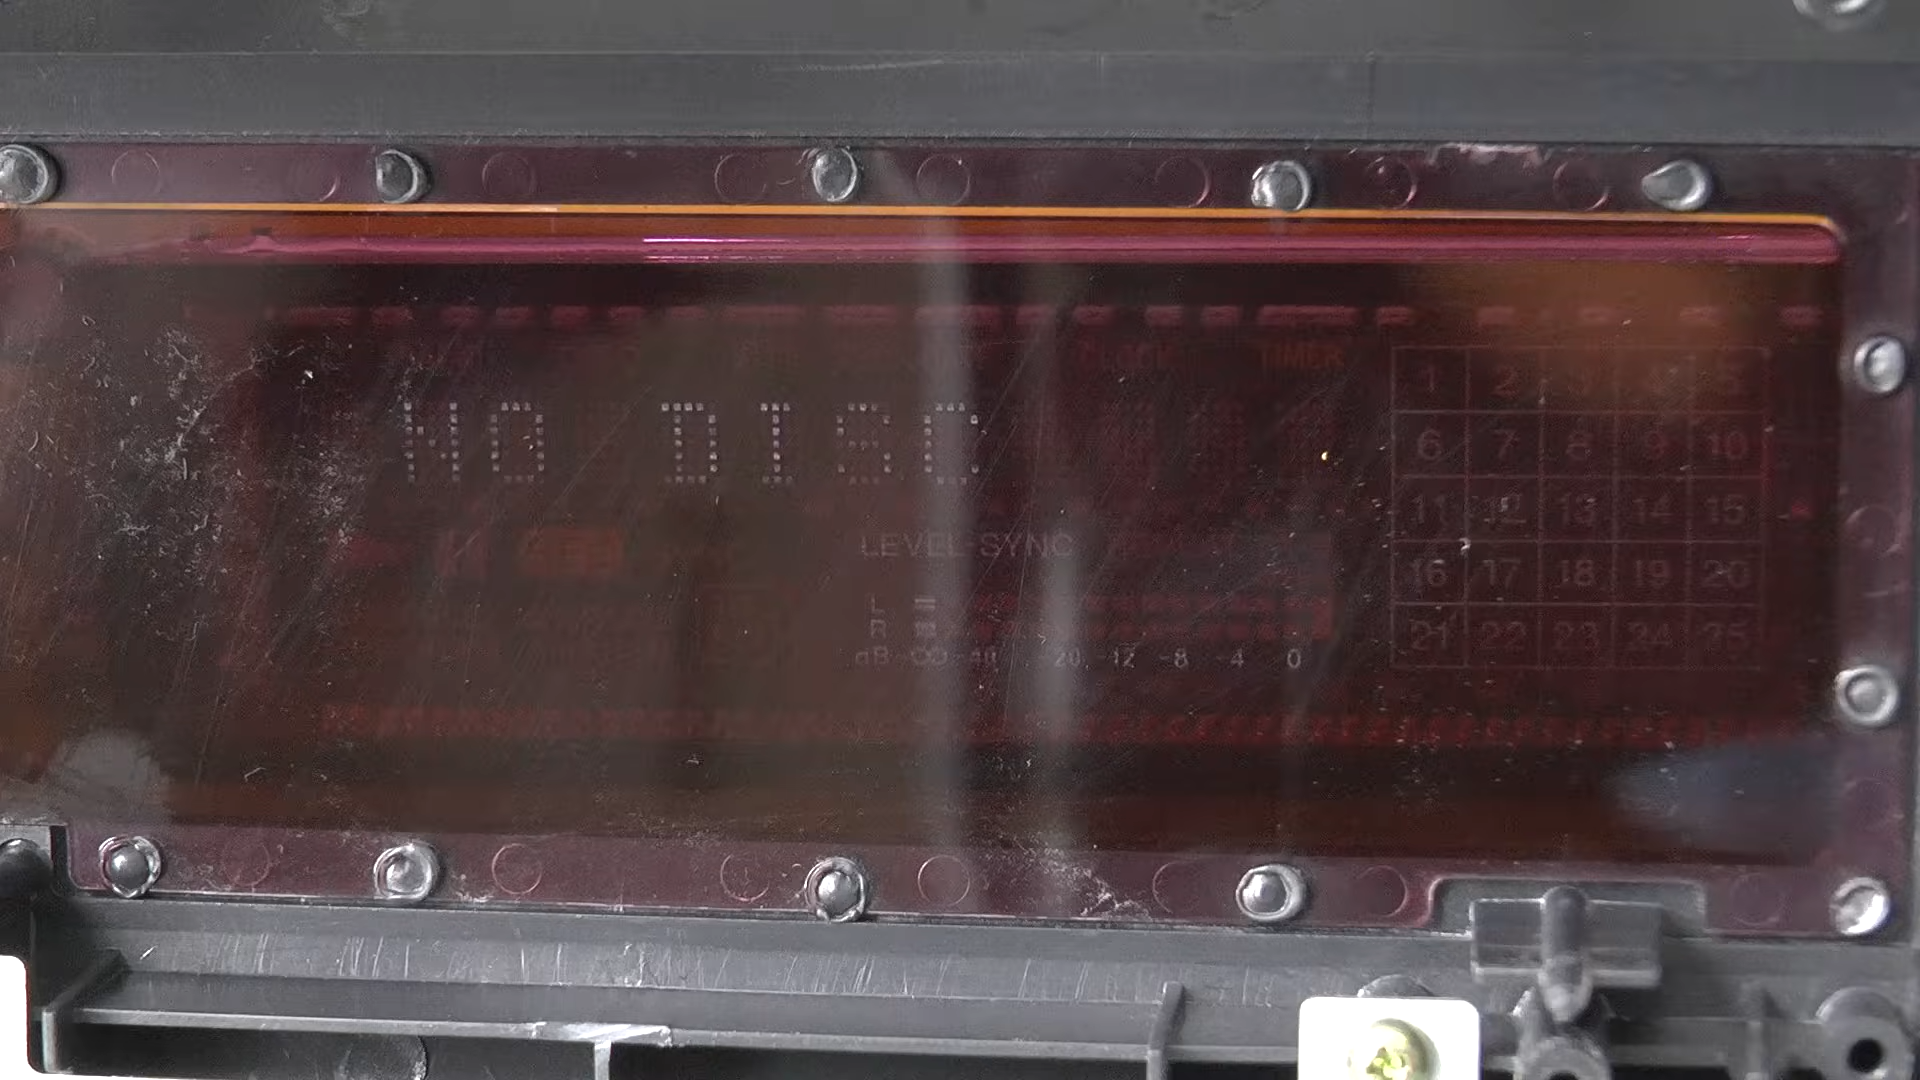 CLOCK TIMER
NO DISC
LEVEL-SYNC
L
R
dB -∞ -40 -20 -12 -8 -4 0
1 2 3 4 5
6 7 8 9 10
11 12 13 14 15
16 17 18 19 20
21 22 23 24 25